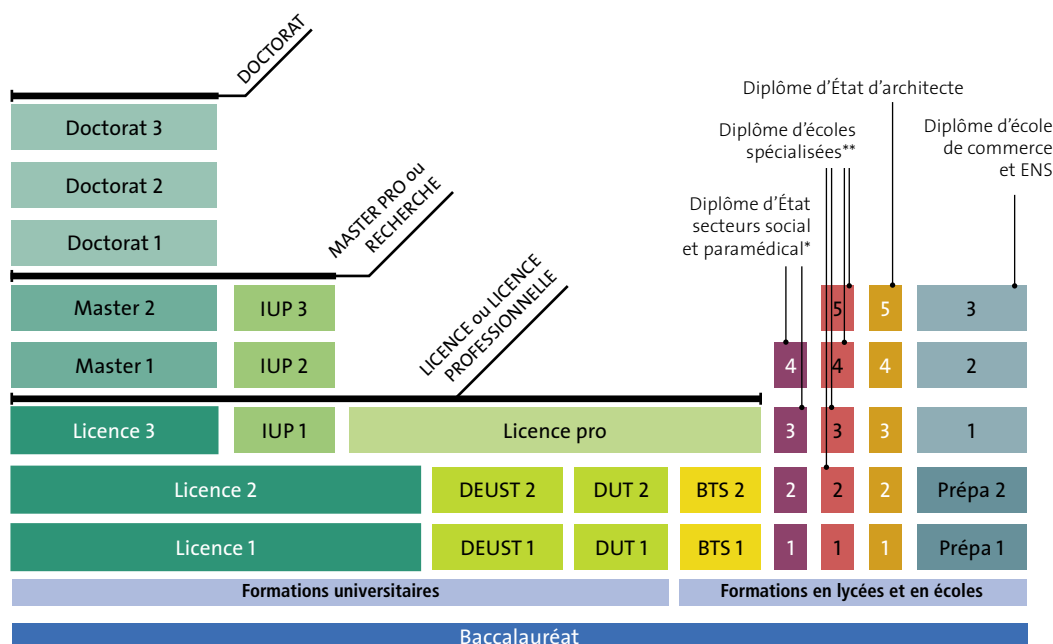 DOCTORAT
Diplôme d'État d'architecte
Doctorat 3
Diplôme d'écoles
spécialisées**
Diplôme d'école
de commerce
et ENS
Doctorat 2
MASTER PRO ou
RECHERCHE
Diplôme d'État
secteurs social
et paramédical*
Doctorat 1
LICENCE ou LICENCE
PROFESSIONNELLE
Master 2 IUP 3 5 5 3
Master 1 IUP 2 4 4 4 2
Licence 3 IUP 1 Licence pro 3 3 3 1
Licence 2 DEUST 2 DUT 2 BTS 2 2 2 2 Prépa 2
Licence 1 DEUST 1 DUT 1 BTS 1 1 1 1 Prépa 1
Formations universitaires Formations en lycées et en écoles
Baccalauréat